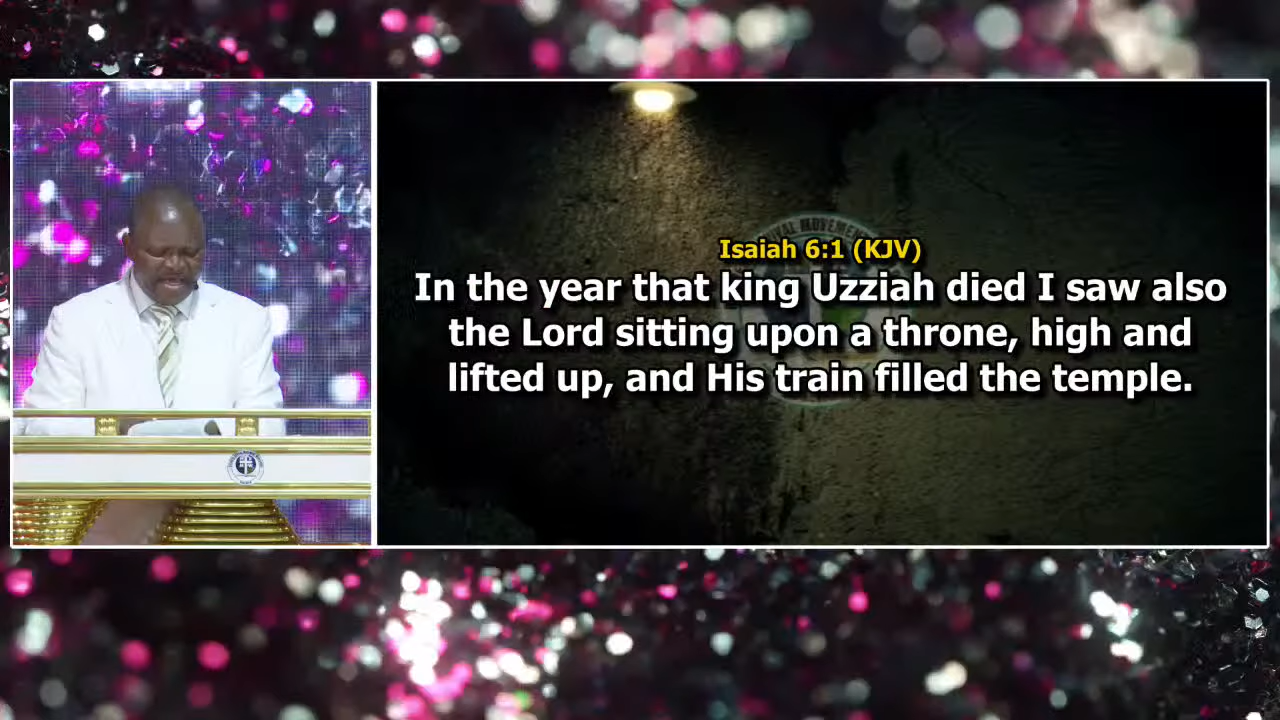 Isaiah 6:1 (KJV)
In the year that king Uzziah died I saw also
the Lord sitting upon a throne, high and
lifted up, and His train filled the temple.